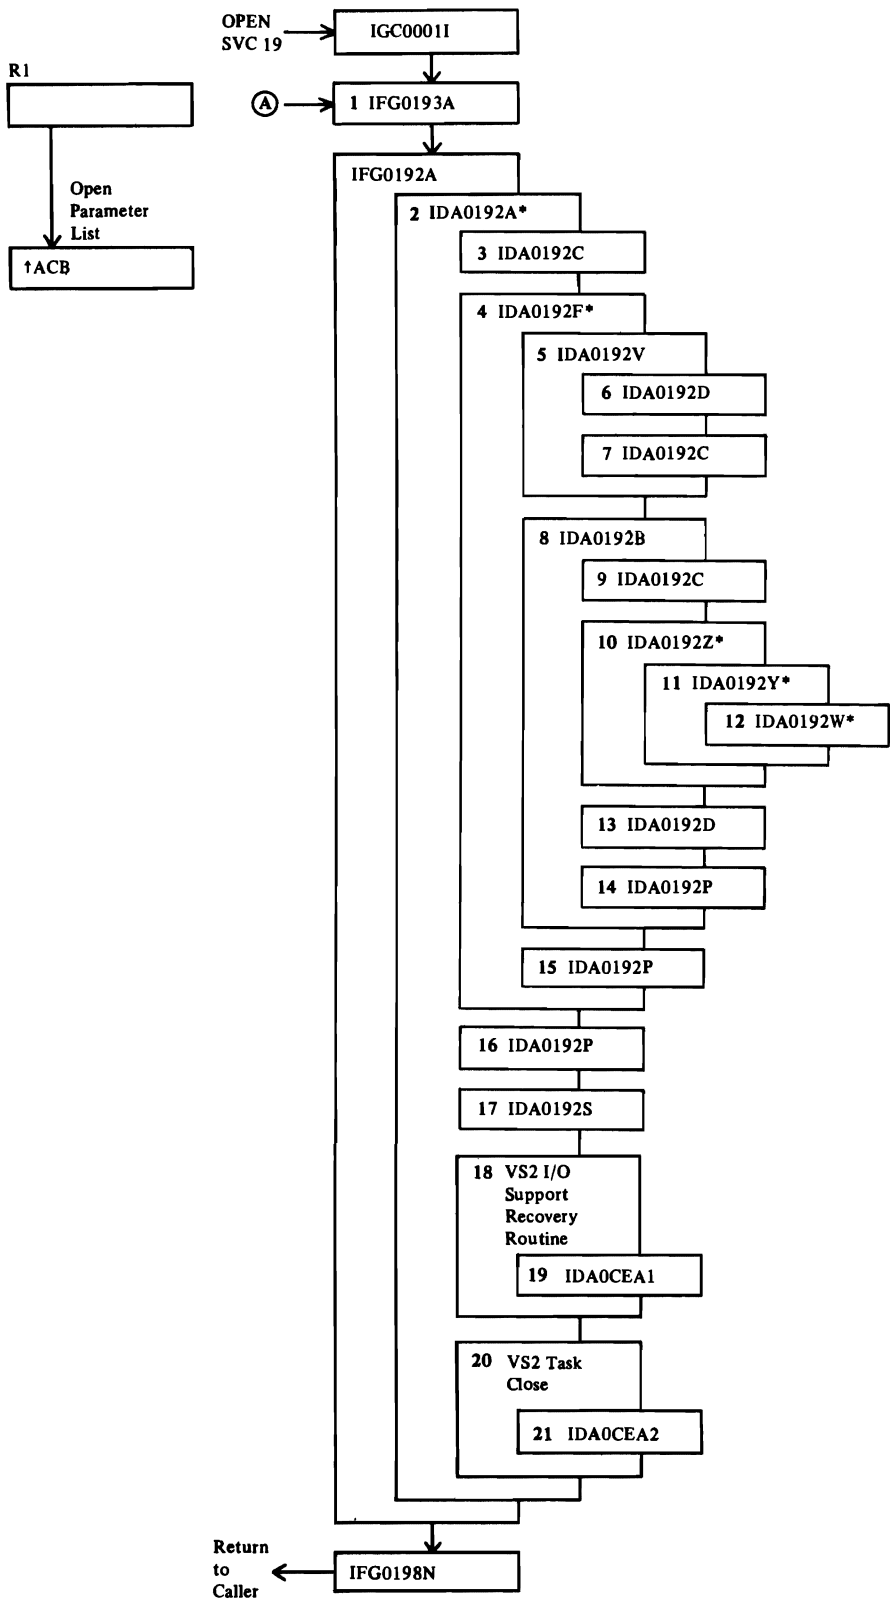 OPEN
SVC 19
IGC0001I
R1
A
1 IFG0193A
IFG0192A
Open
Parameter
List
↑ACB
2 IDA0192A*
3 IDA0192C
4 IDA0192F*
5 IDA0192V
6 IDA0192D
7 IDA0192C
8 IDA0192B
9 IDA0192C
10 IDA0192Z*
11 IDA0192Y*
12 IDA0192W*
13 IDA0192D
14 IDA0192P
15 IDA0192P
16 IDA0192P
17 IDA0192S
18 VS2 I/O
Support
Recovery
Routine
19 IDA0CEA1
20 VS2 Task
Close
21 IDA0CEA2
Return
to
Caller
IFG0198N